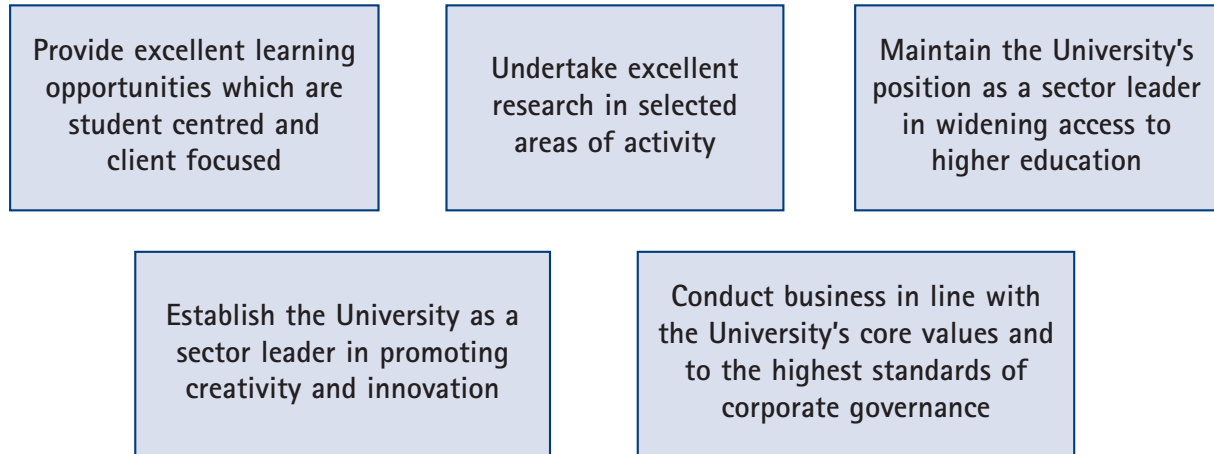 Provide excellent learning
opportunities which are
student centred and
client focused
Undertake excellent
research in selected
areas of activity
Maintain the University’s
position as a sector leader
in widening access to
higher education
Establish the University as a
sector leader in promoting
creativity and innovation
Conduct business in line with
the University’s core values and
to the highest standards of
corporate governance